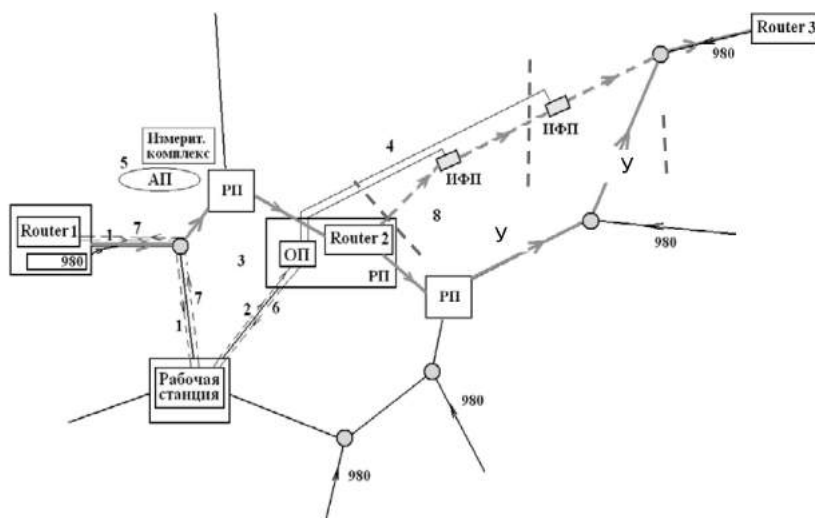 Router 3
980
Измерит.
комплекс
4
ИФП
5
АП
РП
ИФП
У
8
У
Router 1
1
7
980
3
ОП
Router 2
РП
980
РП
2
6
7
1
Рабочая
станция
980
980